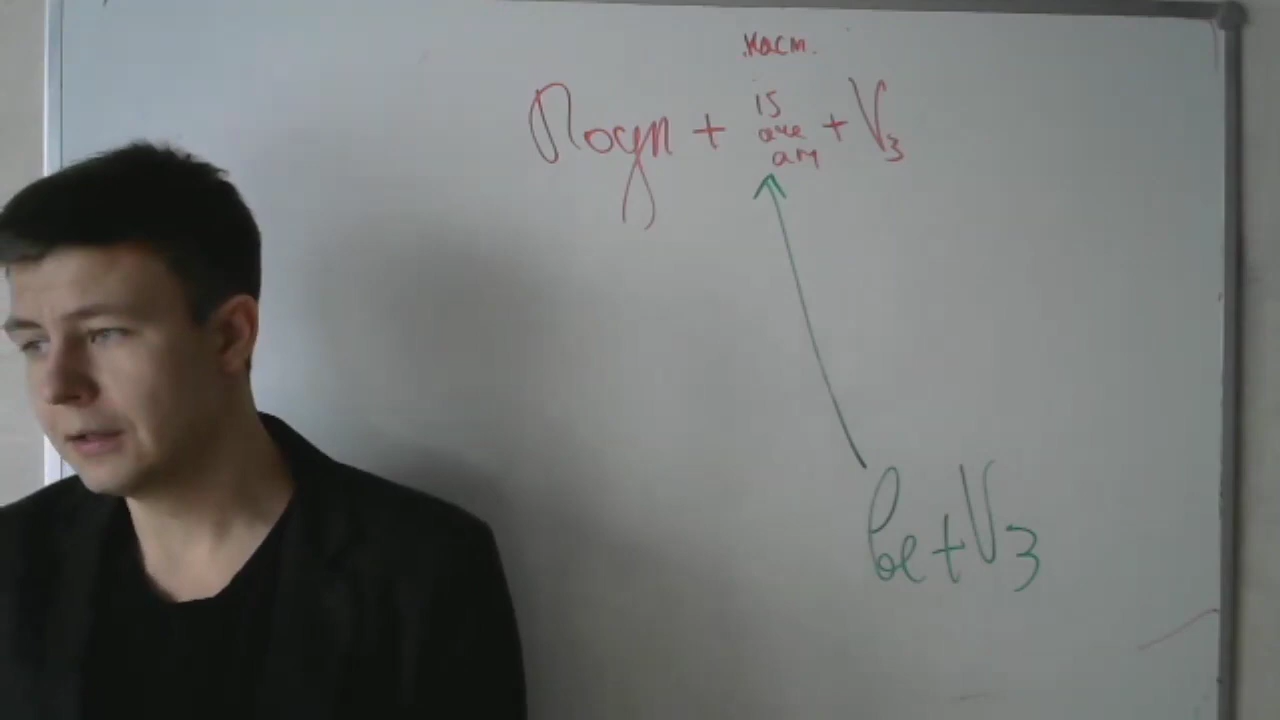 наст.
is
Подл + are + V₃
am
be + V₃